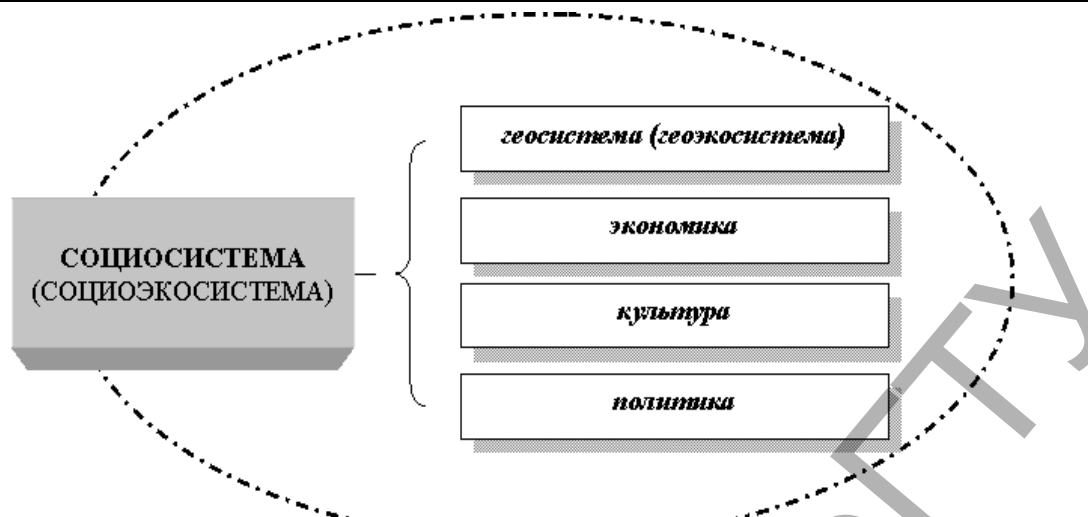 геосистема (геоэкосистема)
экономика
СОЦИОСИСТЕМА
(СОЦИОЭКОСИСТЕМА)
культура
политика